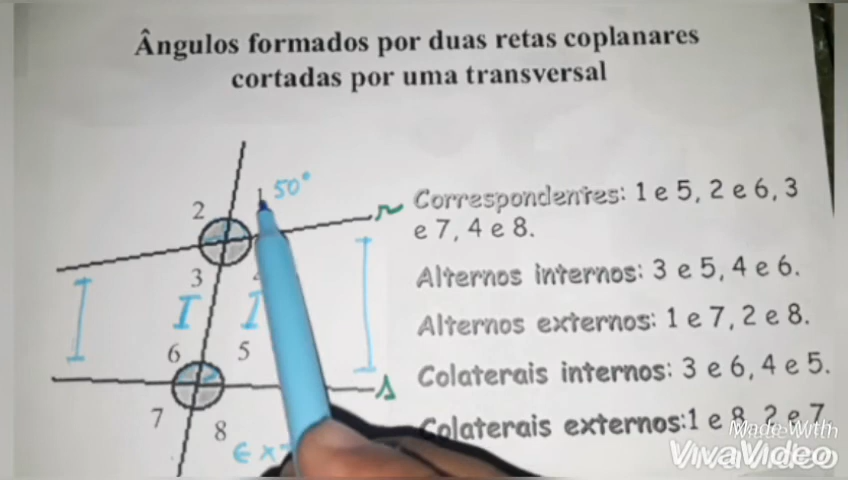 Ângulos formados por duas retas coplanares
cortadas por uma transversal
2
1 50°
r
3
I
I
I
I
6
5
s
7
8
Ext
Correspondentes: 1 e 5, 2 e 6, 3
e 7, 4 e 8.
Alternos internos: 3 e 5, 4 e 6.
Alternos externos: 1 e 7, 2 e 8.
Colaterais internos: 3 e 6, 4 e 5.
Colaterais externos:1 e 8, 2 e 7
Made With
VivaVideo